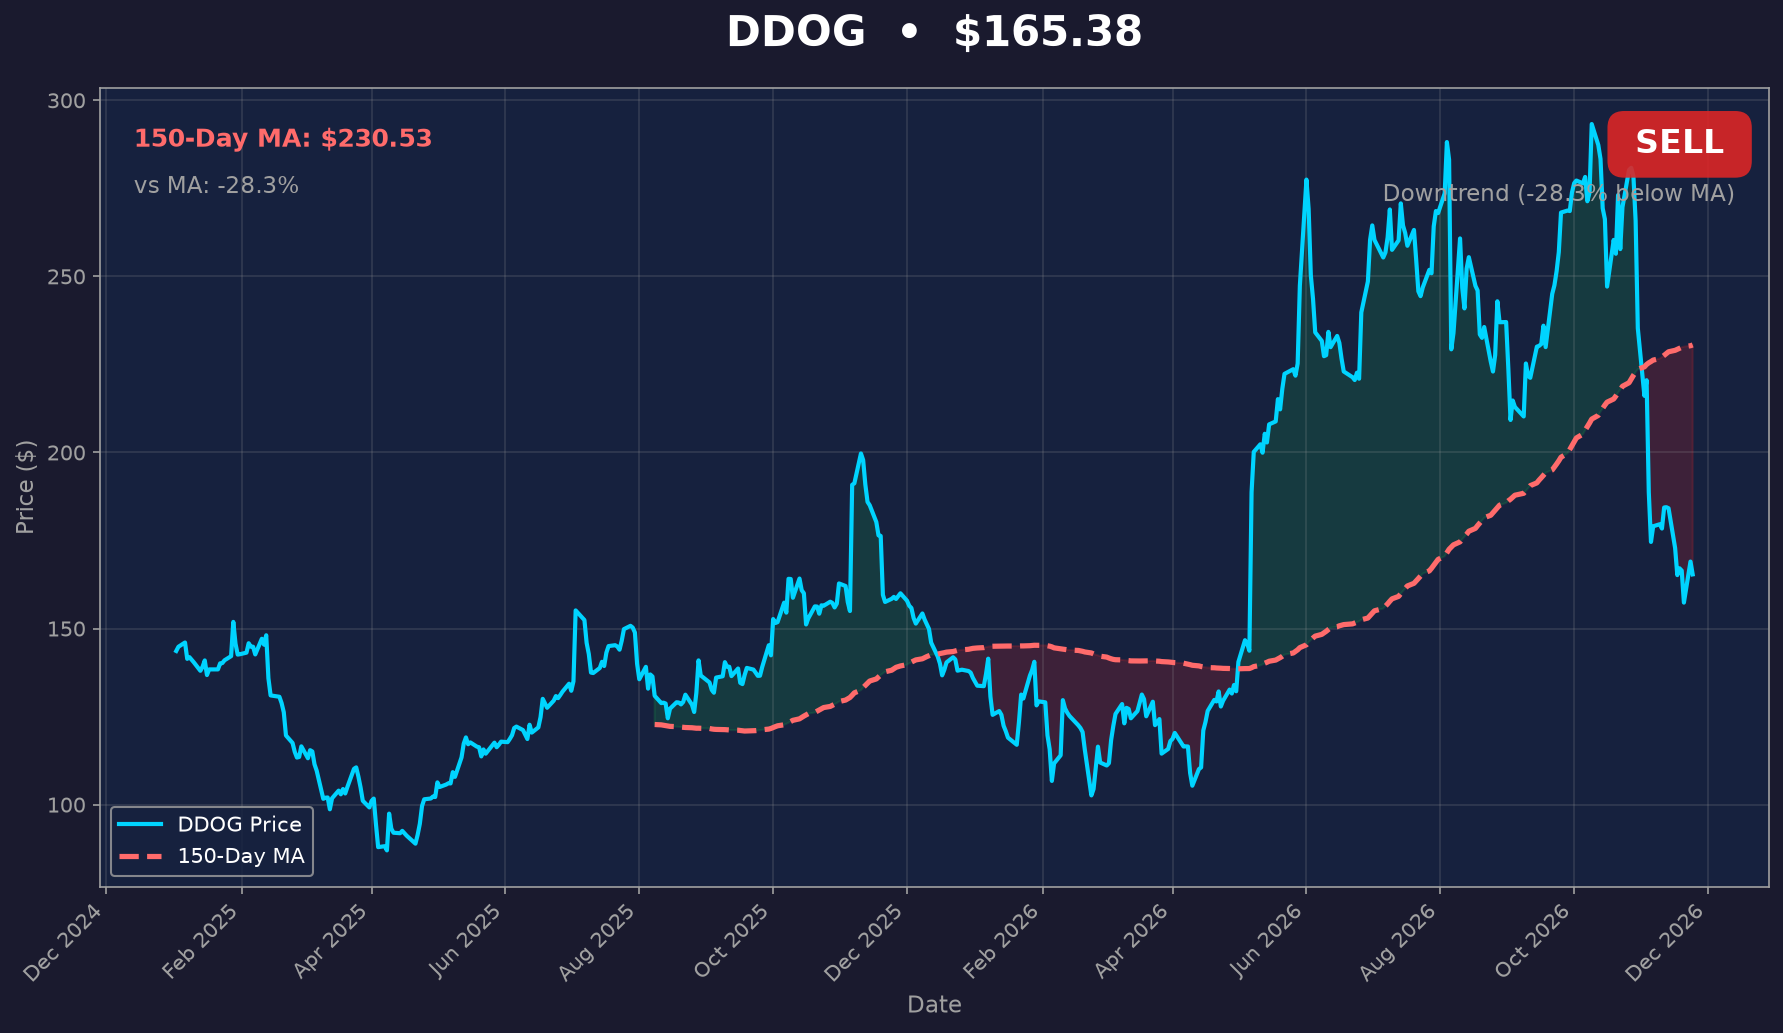 DDOG • $165.38
150-Day MA: $230.53
vs MA: -28.3%
SELL
Downtrend (-28.3% below MA)
Price ($)
300
250
200
150
100
DDOG Price
150-Day MA
Dec 2024
Feb 2025
Apr 2025
Jun 2025
Aug 2025
Oct 2025
Dec 2025
Feb 2026
Apr 2026
Jun 2026
Aug 2026
Oct 2026
Dec 2026
Date